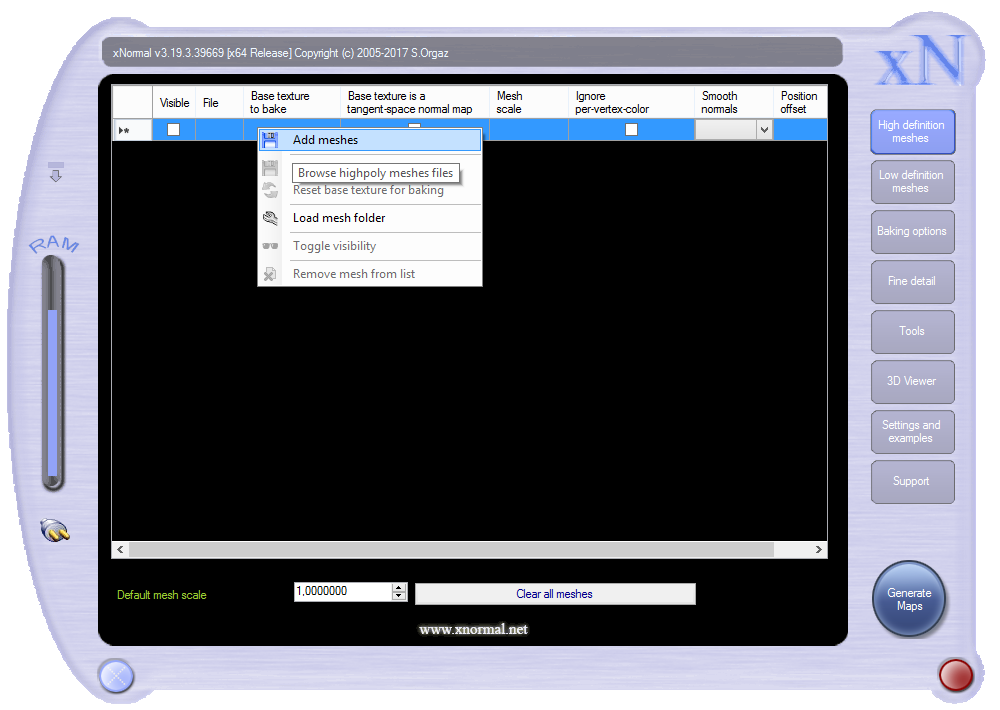 xNormal v3.19.3.39669 [x64 Release] Copyright (c) 2005-2017 S.Orgaz
xN
Visible
File
Base texture
to bake
Base texture is a
tangent-space normal map
Mesh
scale
Ignore
per-vertex-color
Smooth
normals
Position
offset
Add meshes
Browse highpoly meshes files
Reset base texture for baking
Load mesh folder
Toggle visibility
Remove mesh from list
RAM
High definition
meshes
Low definition
meshes
Baking options
Fine detail
Tools
3D Viewer
Settings and
examples
Support
Default mesh scale
1,0000000
Clear all meshes
Generate
Maps
www.xnormal.net